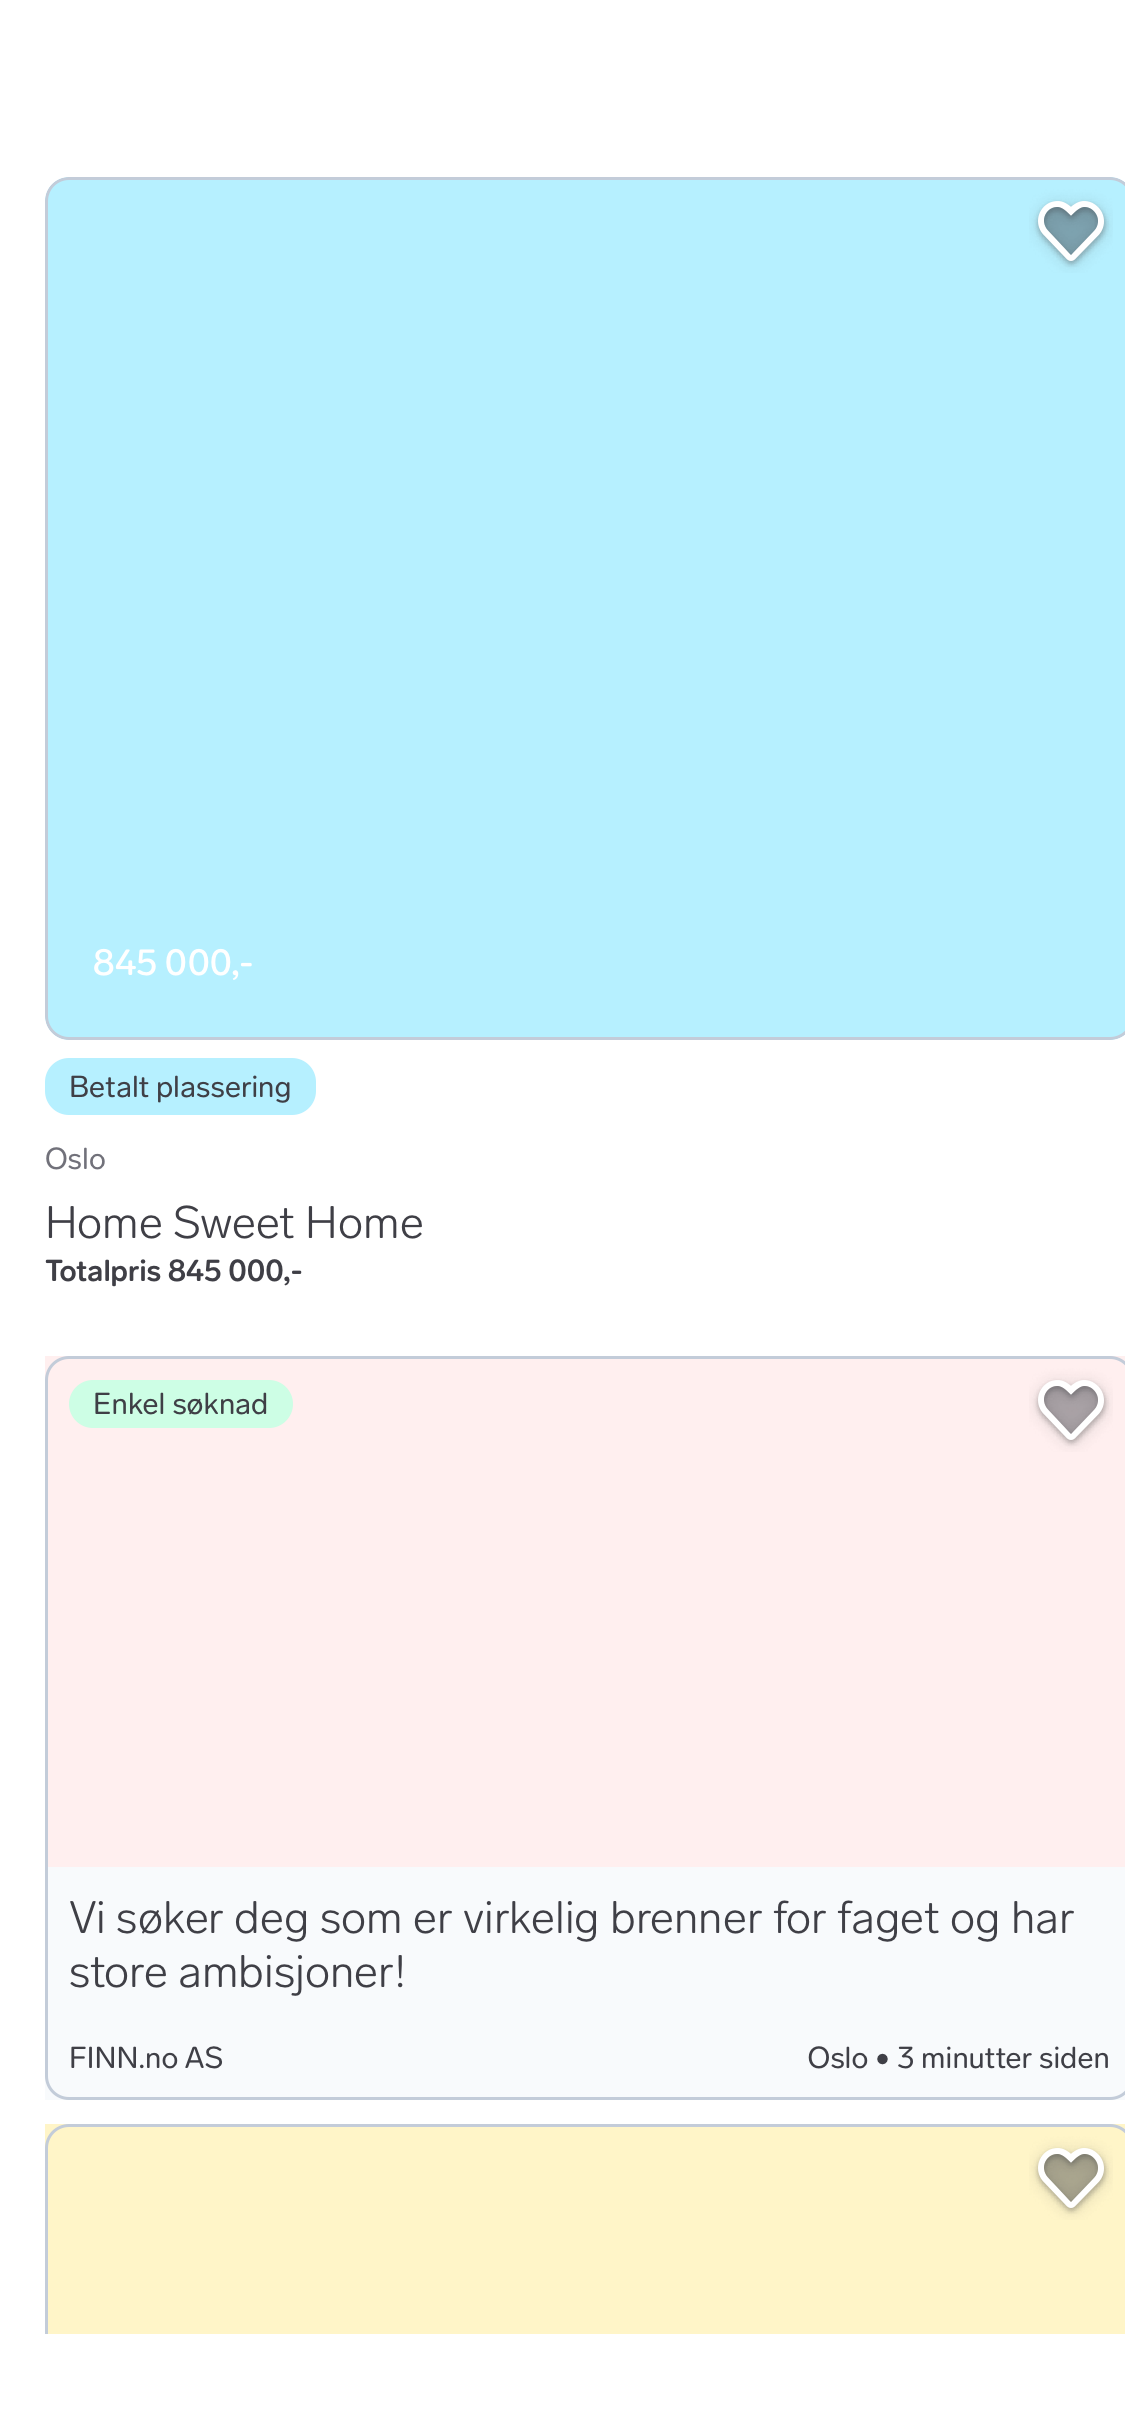 845 000,-
Betalt plassering
Oslo
Home Sweet Home
Totalpris 845 000,-
Enkel søknad
Vi søker deg som er virkelig brenner for faget og har
store ambisjoner!
FINN.no AS
Oslo • 3 minutter siden